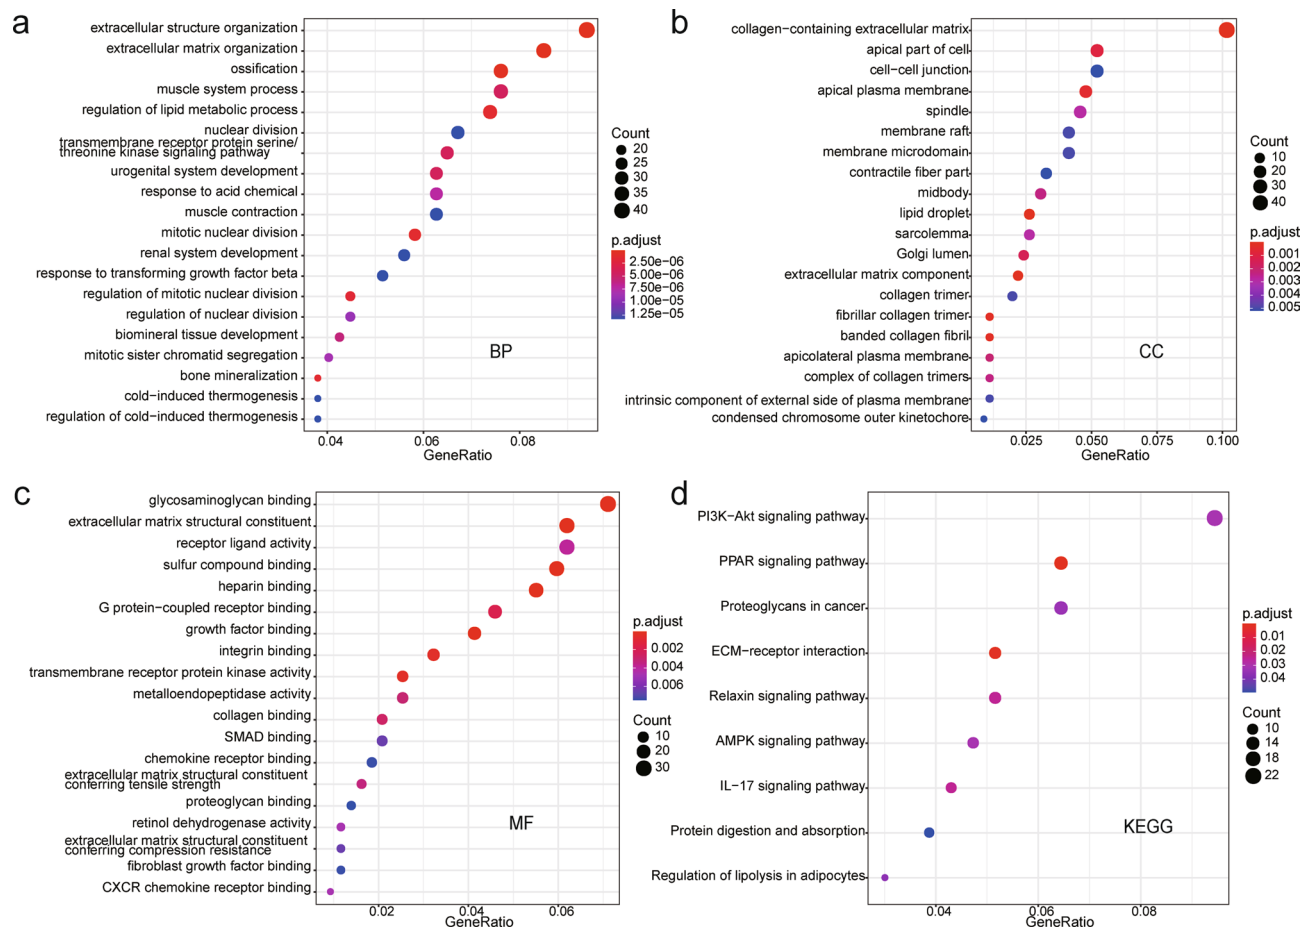 a
extracellular structure organization
extracellular matrix organization
ossification
muscle system process
regulation of lipid metabolic process
nuclear division
transmembrane receptor protein serine/
threonine kinase signaling pathway
urogenital system development
response to acid chemical
muscle contraction
mitotic nuclear division
renal system development
response to transforming growth factor beta
regulation of mitotic nuclear division
regulation of nuclear division
biomineral tissue development
mitotic sister chromatid segregation
bone mineralization
cold−induced thermogenesis
regulation of cold−induced thermogenesis
BP
0.04 0.06 0.08
GeneRatio
Count
20
25
30
35
40
p.adjust
2.50e−06
5.00e−06
7.50e−06
1.00e−05
1.25e−05
b
collagen−containing extracellular matrix
apical part of cell
cell−cell junction
apical plasma membrane
spindle
membrane raft
membrane microdomain
contractile fiber part
midbody
lipid droplet
sarcolemma
Golgi lumen
extracellular matrix component
collagen trimer
fibrillar collagen trimer
banded collagen fibril
apicolateral plasma membrane
complex of collagen trimers
intrinsic component of external side of plasma membrane
condensed chromosome outer kinetochore
CC
0.025 0.050 0.075 0.100
GeneRatio
Count
10
20
30
40
p.adjust
0.001
0.002
0.003
0.004
0.005
c
glycosaminoglycan binding
extracellular matrix structural constituent
receptor ligand activity
sulfur compound binding
heparin binding
G protein−coupled receptor binding
growth factor binding
integrin binding
transmembrane receptor protein kinase activity
metalloendopeptidase activity
collagen binding
SMAD binding
chemokine receptor binding
extracellular matrix structural constituent
conferring tensile strength
proteoglycan binding
retinol dehydrogenase activity
extracellular matrix structural constituent
conferring compression resistance
fibroblast growth factor binding
CXCR chemokine receptor binding
MF
0.02 0.04 0.06
GeneRatio
p.adjust
0.002
0.004
0.006
Count
10
20
30
d
PI3K−Akt signaling pathway
PPAR signaling pathway
Proteoglycans in cancer
ECM−receptor interaction
Relaxin signaling pathway
AMPK signaling pathway
IL−17 signaling pathway
Protein digestion and absorption
Regulation of lipolysis in adipocytes
KEGG
0.04 0.06 0.08
GeneRatio
p.adjust
0.01
0.02
0.03
0.04
Count
10
14
18
22